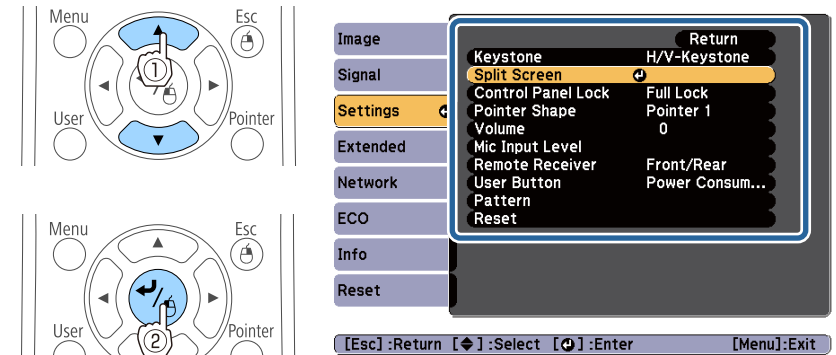 Menu
Esc
1
User
Pointer
Menu
Esc
User
Pointer
2
Image
Signal
Settings
Extended
Network
ECO
Info
Reset
Return
Keystone H/V-Keystone
Split Screen
Control Panel Lock Full Lock
Pointer Shape Pointer 1
Volume 0
Mic Input Level
Remote Receiver Front/Rear
User Button Power Consum...
Pattern
Reset
[Esc] :Return [◆] :Select [⏎] :Enter [Menu]:Exit